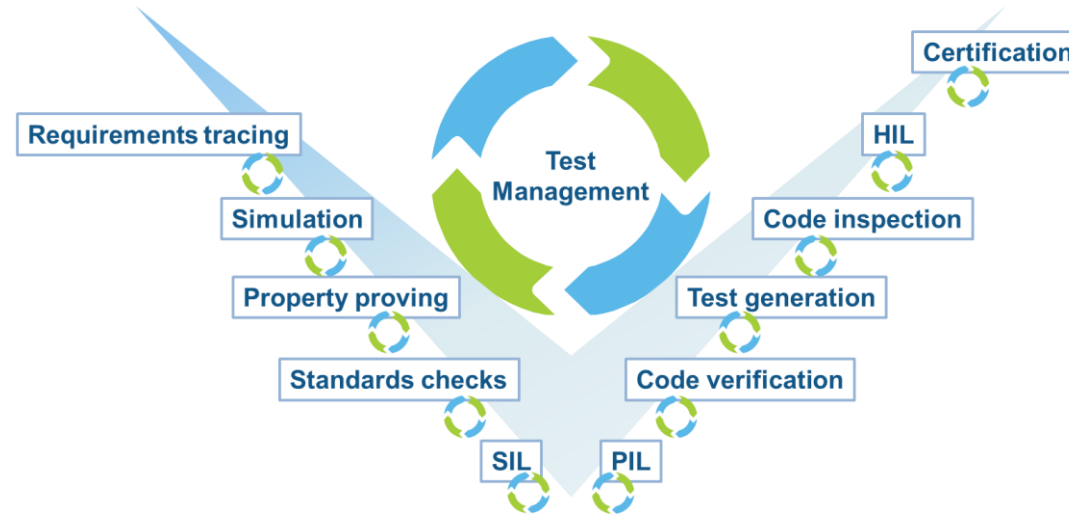 Certification
Requirements tracing
HIL
Test
Management
Simulation
Code inspection
Property proving
Test generation
Standards checks
Code verification
SIL
PIL